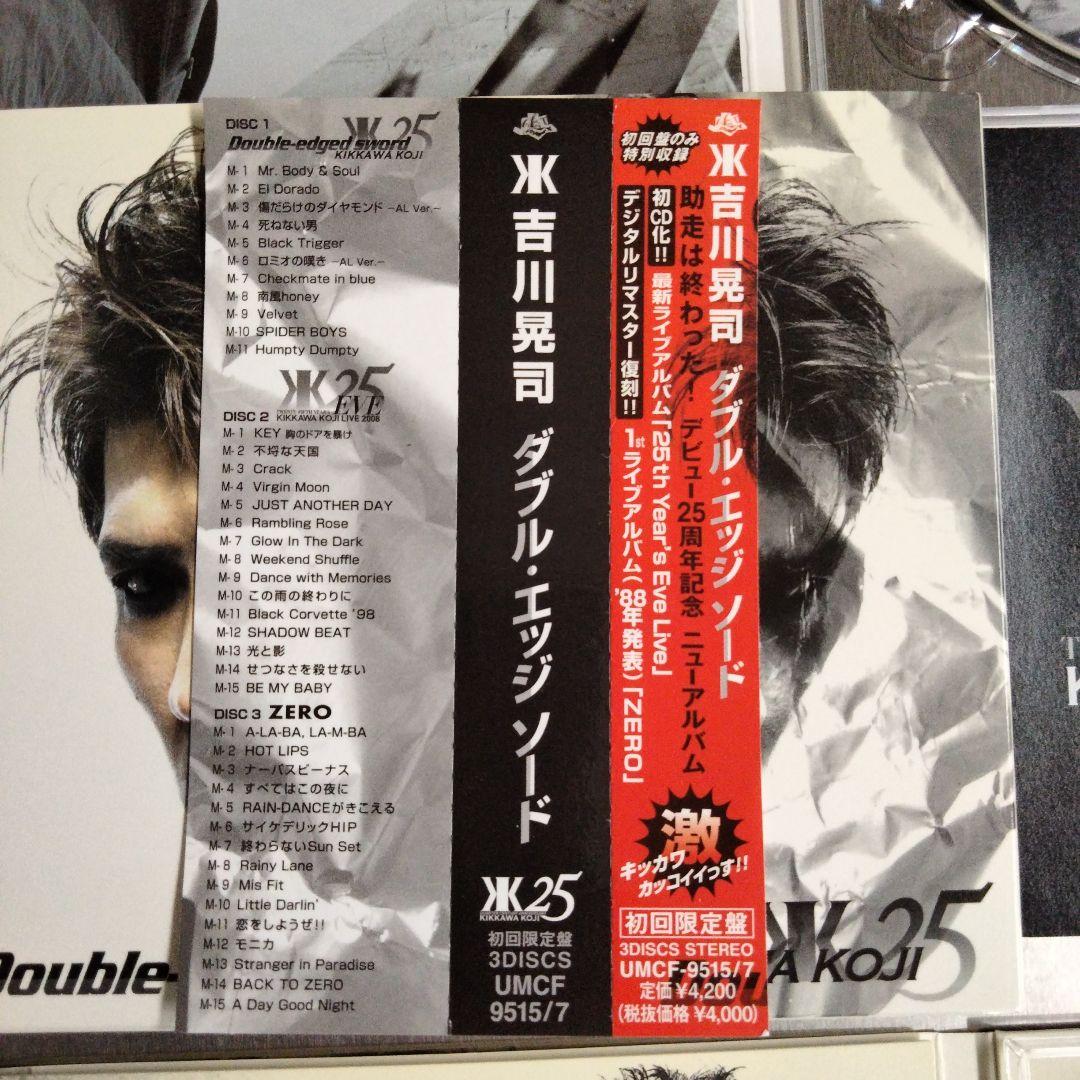 DISC 1
25
Double-edged sword
KIKKAWA KOJI
M- 1 Mr. Body & Soul
M- 2 El Dorado
M- 3 傷だらけのダイヤモンド –AL Ver.–
M- 4 死ねない男
M- 5 Black Trigger
M- 6 ロミオの嘆き –AL Ver.–
M- 7 Checkmate in blue
M- 8 南風honey
M- 9 Velvet
M-10 SPIDER BOYS
M-11 Humpty Dumpty
25
EVE
KIKKAWA KOJI LIVE 2008
DISC 2
M- 1 KEY 胸のドアを暴け
M- 2 不埒な天国
M- 3 Crack
M- 4 Virgin Moon
M- 5 JUST ANOTHER DAY
M- 6 Rambling Rose
M- 7 Glow In The Dark
M- 8 Weekend Shuffle
M- 9 Dance with Memories
M-10 この雨の終わりに
M-11 Black Corvette '98
M-12 SHADOW BEAT
M-13 光と影
M-14 せつなさを殺せない
M-15 BE MY BABY
DISC 3 ZERO
M- 1 A-LA-BA, LA-M-BA
M- 2 HOT LIPS
M- 3 ナーバスビーナス
M- 4 すべてはこの夜に
M- 5 RAIN-DANCEがきこえる
M- 6 サイケデリックHIP
M- 7 終わらないSun Set
M- 8 Rainy Lane
M- 9 Mis Fit
M-10 Little Darlin'
M-11 恋をしようぜ!!
M-12 モニカ
M-13 Stranger in Paradise
M-14 BACK TO ZERO
M-15 A Day Good Night
吉川晃司 ダブル・エッジ ソード
25
KIKKAWA KOJI
初回限定盤
3DISCS
UMCF
9515/7
吉川晃司 ダブル・エッジ ソード
助走は終わった! デビュー25周年記念 ニューアルバム
初回盤のみ
特別収録
初CD化!! 最新ライブアルバム「25th Year's Eve Live」
デジタルリマスター復刻!! 1stライブアルバム('88年発表)「ZERO」
激
キッカワ
カッコイイっす!!
初回限定盤
3DISCS STEREO
UMCF-9515/7
定価¥4,200
(税抜価格 ¥4,000)
Double-
25
WA KOJI